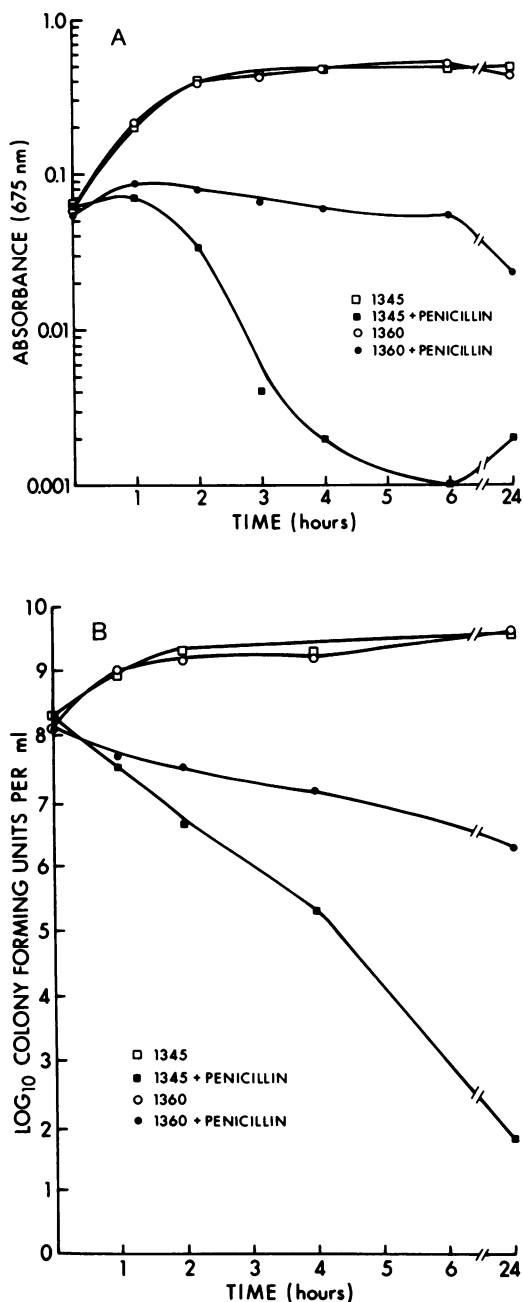 A
1.0
0.1
0.01
0.001
ABSORBANCE (675 nm)
□ 1345
■ 1345 + PENICILLIN
○ 1360
● 1360 + PENICILLIN
1 2 3 4 5 6 24
TIME (hours)
B
10
9
8
7
6
5
4
3
2
1
0
LOG10 COLONY FORMING UNITS PER ml
□ 1345
■ 1345 + PENICILLIN
○ 1360
● 1360 + PENICILLIN
1 2 3 4 5 6 24
TIME (hours)